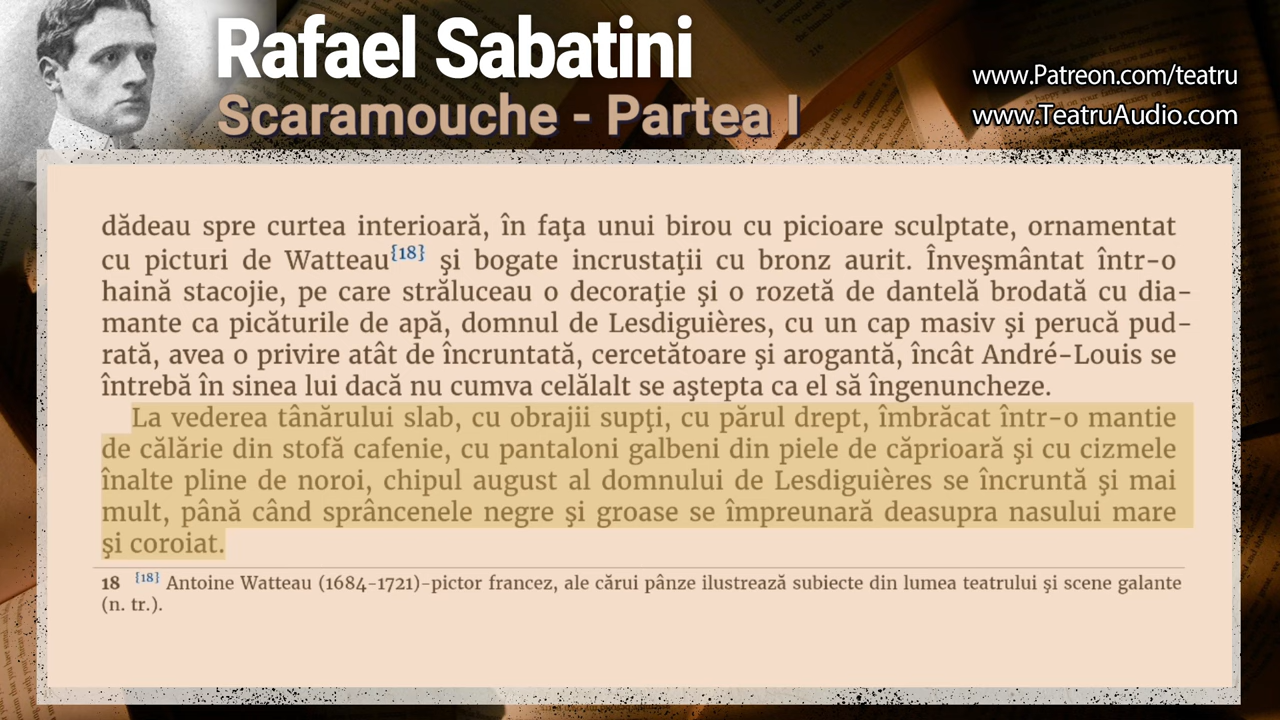 Rafael Sabatini
Scaramouche - Partea I
www.Patreon.com/teatru
www.TeatruAudio.com
dădeau spre curtea interioară, în faţa unui birou cu picioare sculptate, ornamentat
cu picturi de Watteau{18} şi bogate incrustaţii cu bronz aurit. Înveşmântat într-o
haină stacojie, pe care străluceau o decoraţie şi o rozetă de dantelă brodată cu dia-
mante ca picăturile de apă, domnul de Lesdiguières, cu un cap masiv şi perucă pud-
rată, avea o privire atât de încruntată, cercetătoare şi arogantă, încât André-Louis se
întrebă în sinea lui dacă nu cumva celălalt se aştepta ca el să îngenuncheze.
La vederea tânărului slab, cu obrajii supţi, cu părul drept, îmbrăcat într-o mantie
de călărie din stofă cafenie, cu pantaloni galbeni din piele de căprioară şi cu cizmele
înalte pline de noroi, chipul august al domnului de Lesdiguières se încruntă şi mai
mult, până când sprâncenele negre şi groase se împreunară deasupra nasului mare
şi coroiat.
18 {18} Antoine Watteau (1684-1721)-pictor francez, ale cărui pânze ilustrează subiecte din lumea teatrului şi scene galante
(n. tr.).